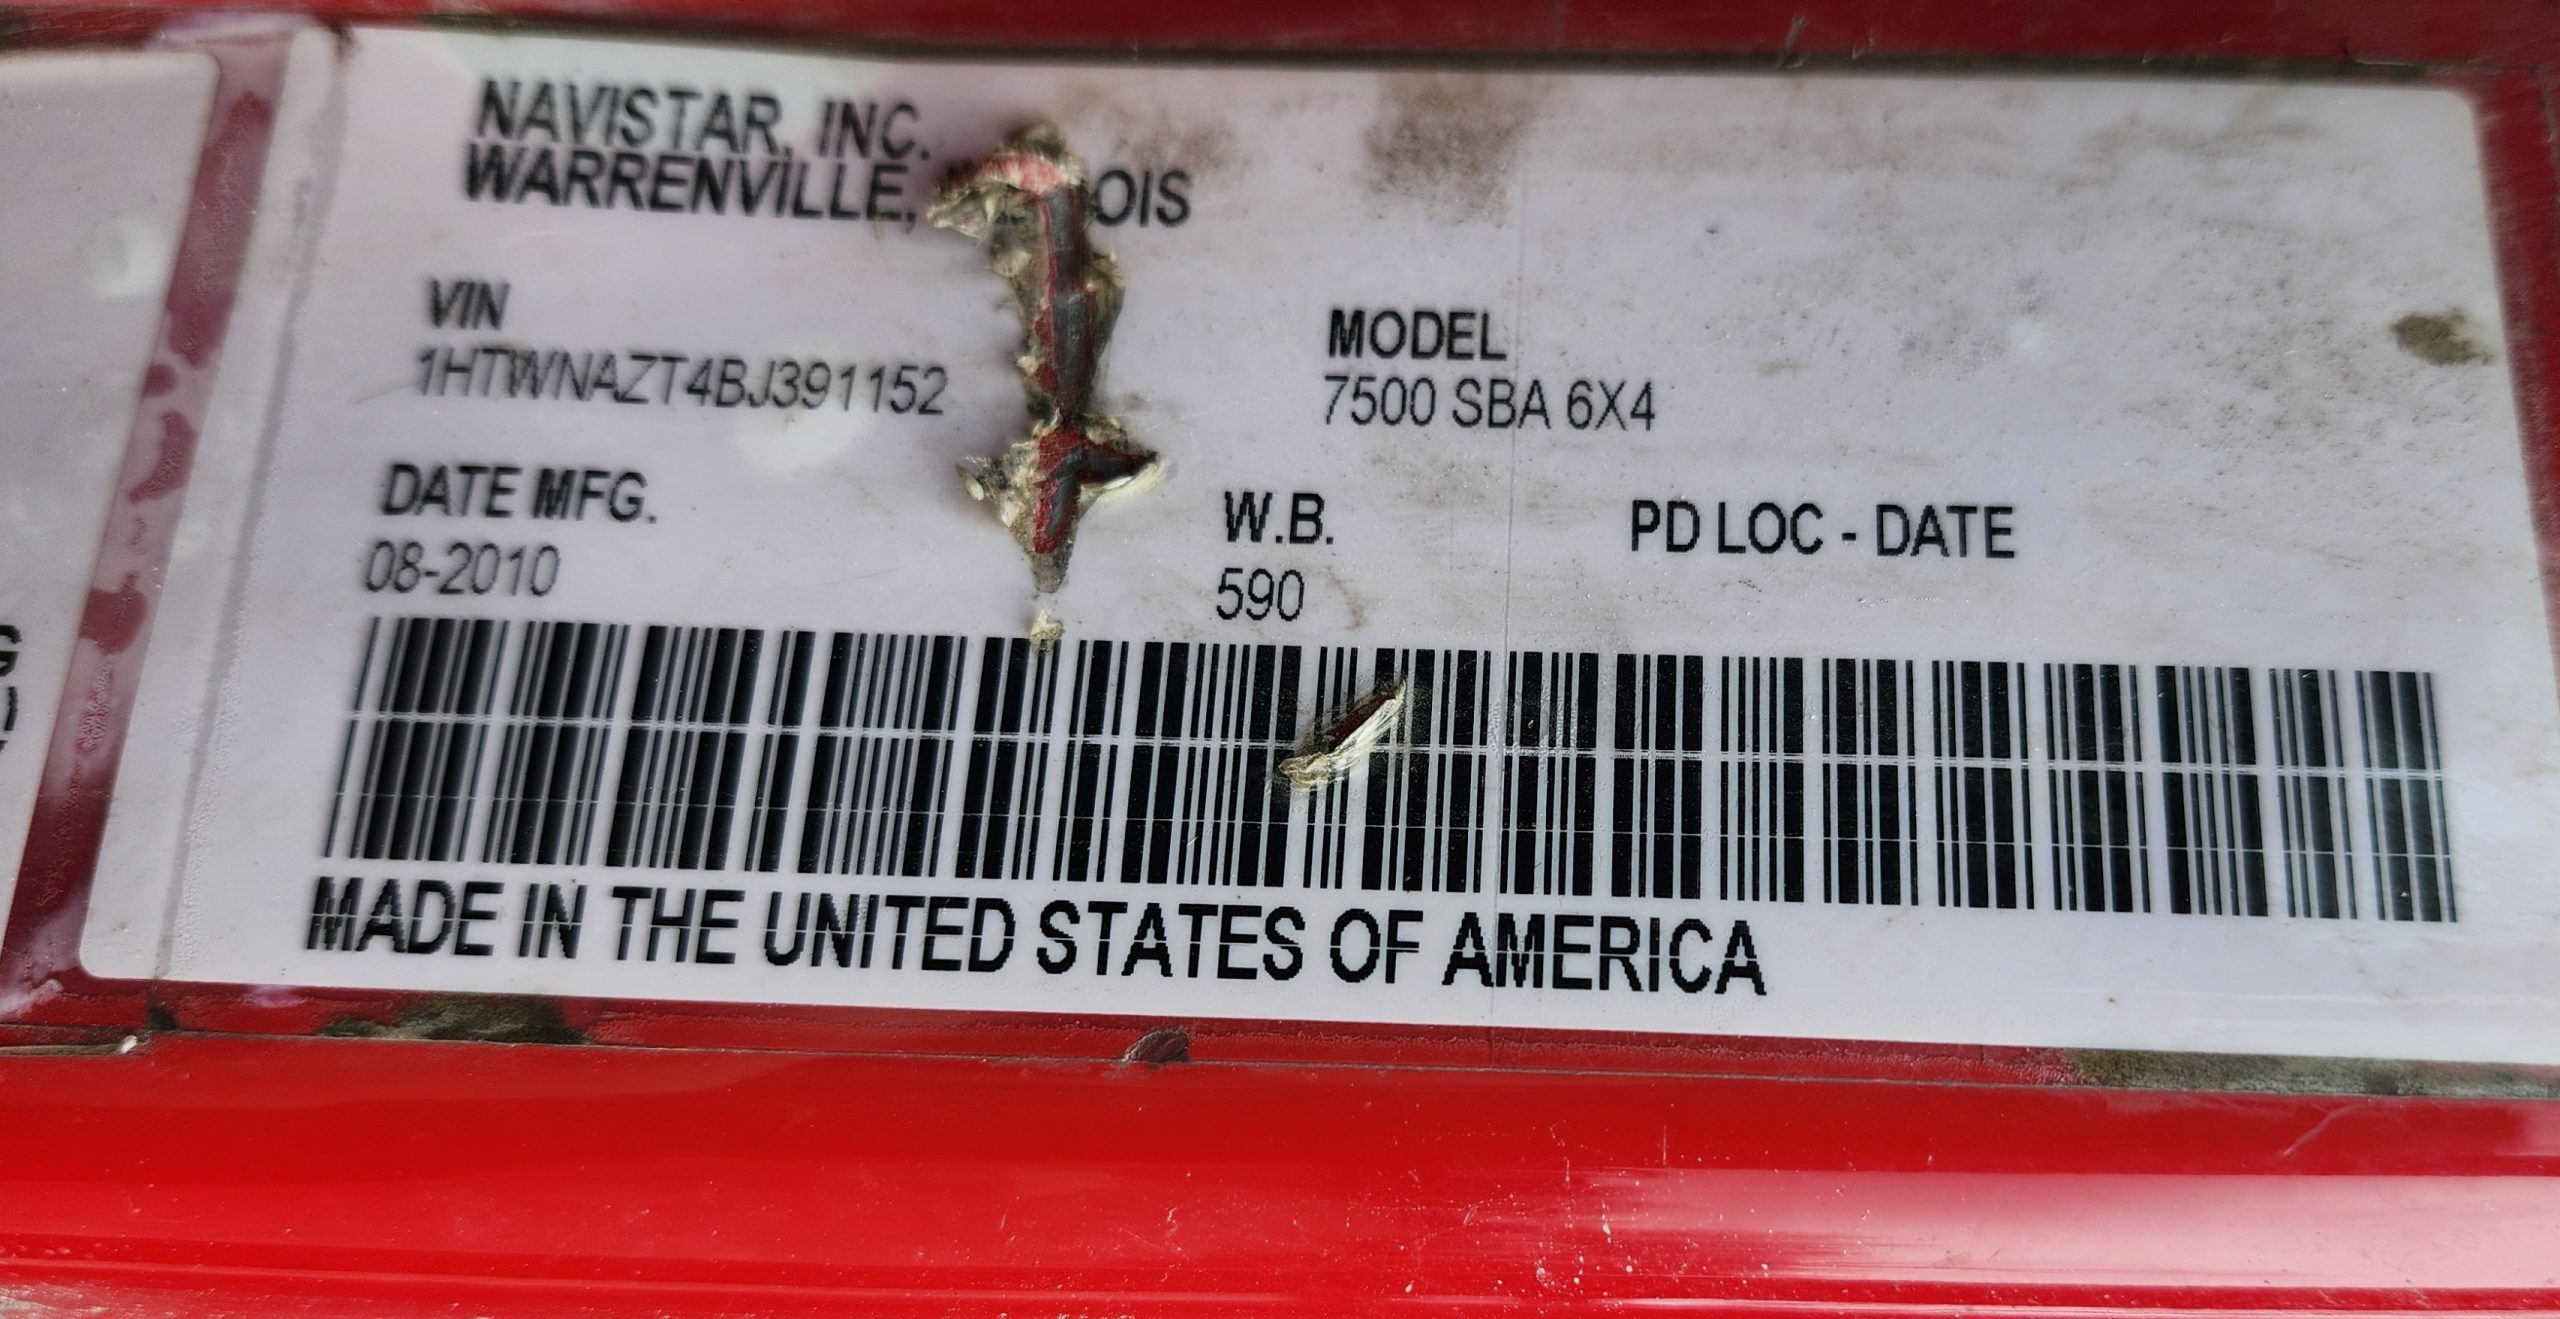 NAVISTAR, INC.
WARRENVILLE, ILLINOIS
VIN
1HTWNAZT4BJ391152
MODEL
7500 SBA 6X4
DATE MFG.
08-2010
W.B.
590
PD LOC - DATE
MADE IN THE UNITED STATES OF AMERICA